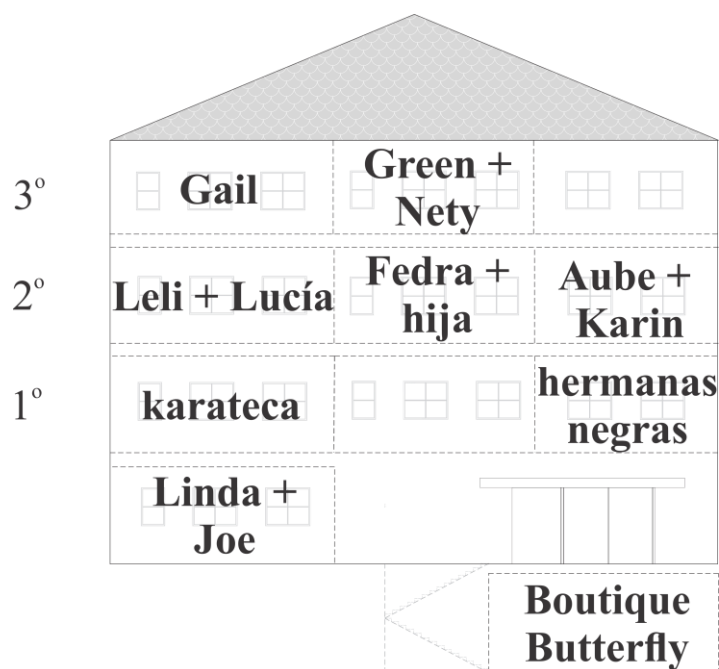 3º
Gail
Green +
Nety
2º
Leli + Lucía
Fedra +
hija
Aube +
Karin
1º
karateca
hermanas
negras
Linda +
Joe
Boutique
Butterfly